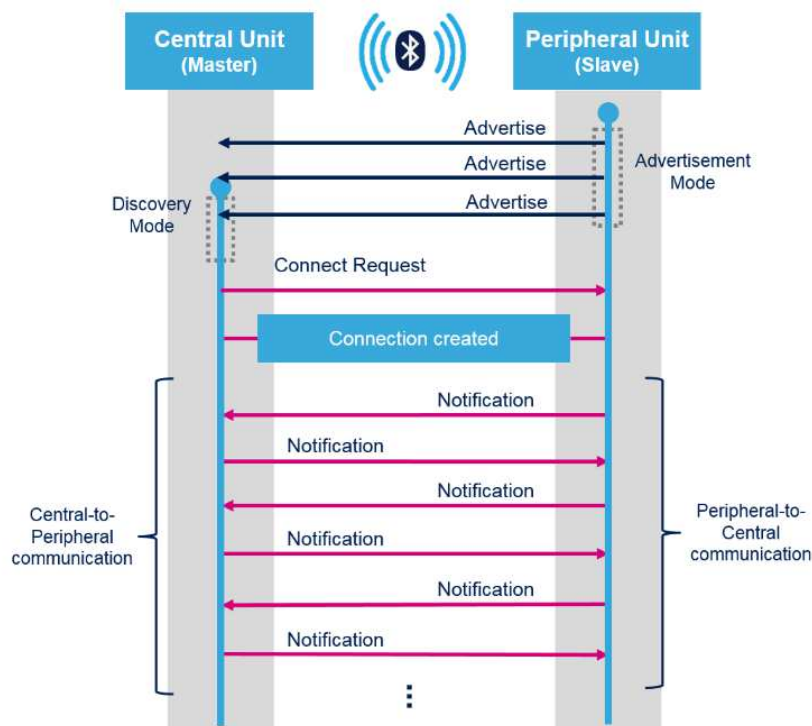 Central Unit
(Master)
Peripheral Unit
(Slave)
Advertise
Advertise
Advertisement
Mode
Advertise
Discovery
Mode
Connect Request
Connection created
Notification
Notification
Notification
Central-to-
Peripheral
communication
Peripheral-to-
Central
communication
Notification
Notification
Notification
...